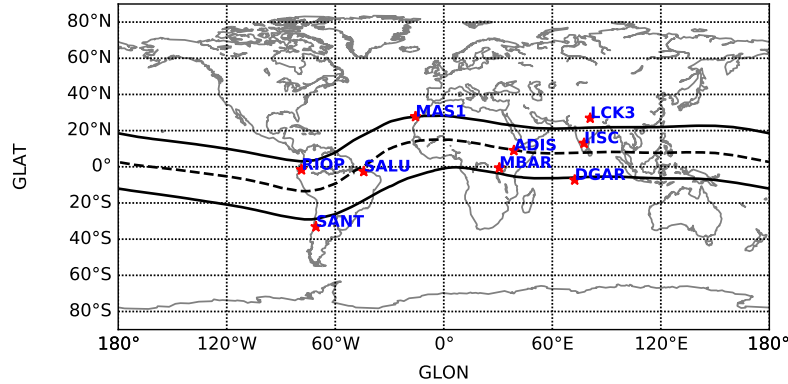 80°N
60°N
40°N
20°N
0°
20°S
40°S
60°S
80°S
GLAT
MAS1
LCK3
IISC
ADIS
RIOP
SALU
MBAR
DGAR
SANT
180° 120°W 60°W 0° 60°E 120°E 180°
GLON